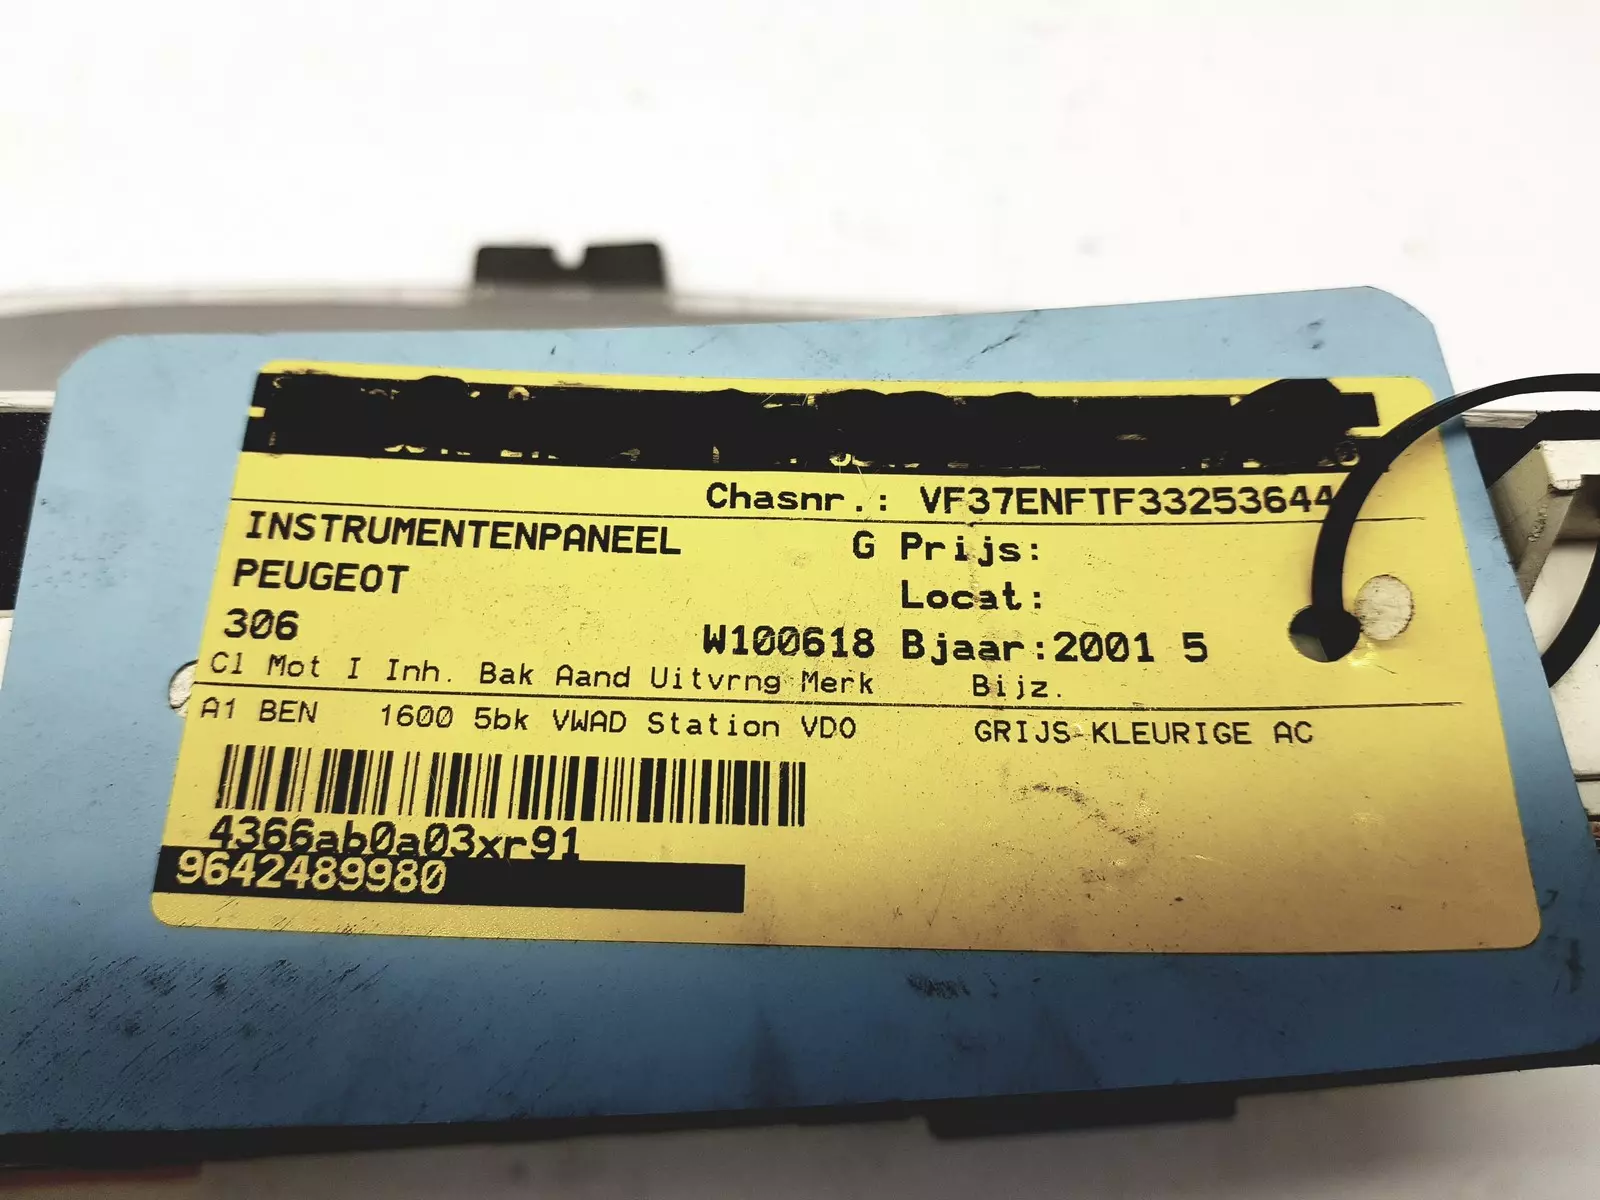 Chasnr.: VF37ENFTF33253644
INSTRUMENTENPANEEL G Prijs:
PEUGEOT Locat:
306 W100618 Bjaar:2001 5
Cl Mot I Inh. Bak Aand Uitvrng Merk Bijz.
A1 BEN 1600 5bk VWAD Station VDO GRIJS-KLEURIGE AC
4366ab0a03xr91
9642489980